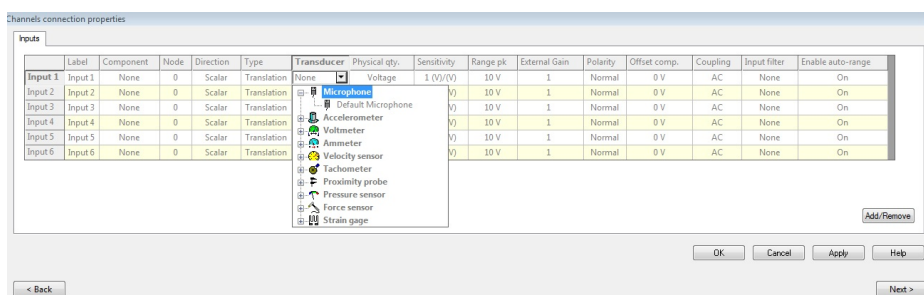 Channels connection properties
Inputs
Label Component Node Direction Type Transducer Physical qty. Sensitivity Range pk External Gain Polarity Offset comp. Coupling Input filter Enable auto-range
Input 1 Input 1 None 0 Scalar Translation None Voltage 1 (V)/(V) 10 V 1 Normal 0 V AC None On
Input 2 Input 2 None 0 Scalar Translation Microphone V) 10 V 1 Normal 0 V AC None On
Input 3 Input 3 None 0 Scalar Translation Default Microphone V) 10 V 1 Normal 0 V AC None On
Input 4 Input 4 None 0 Scalar Translation Accelerometer V) 10 V 1 Normal 0 V AC None On
Input 5 Input 5 None 0 Scalar Translation Voltmeter V) 10 V 1 Normal 0 V AC None On
Input 6 Input 6 None 0 Scalar Translation Ammeter V) 10 V 1 Normal 0 V AC None On
Velocity sensor
Tachometer
Proximity probe
Pressure sensor
Force sensor
Strain gage
Add/Remove
OK Cancel Apply Help
< Back Next >